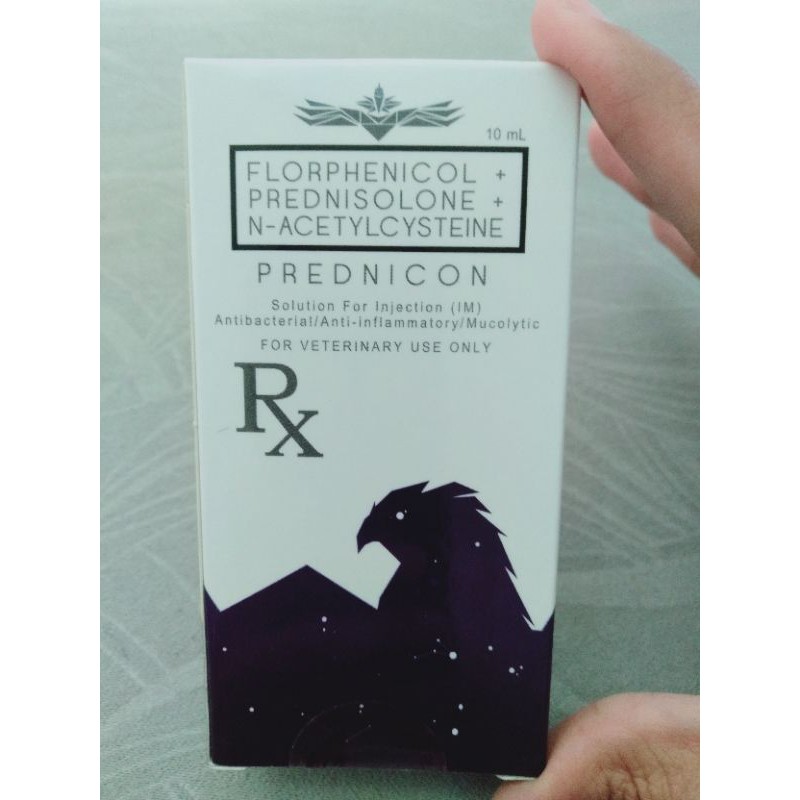 10 mL
FLORPHENICOL +
PREDNISOLONE +
N-ACETYLCYSTEINE
PREDNICON
Solution For Injection (IM)
Antibacterial/Anti-inflammatory/Mucolytic
FOR VETERINARY USE ONLY
Rx